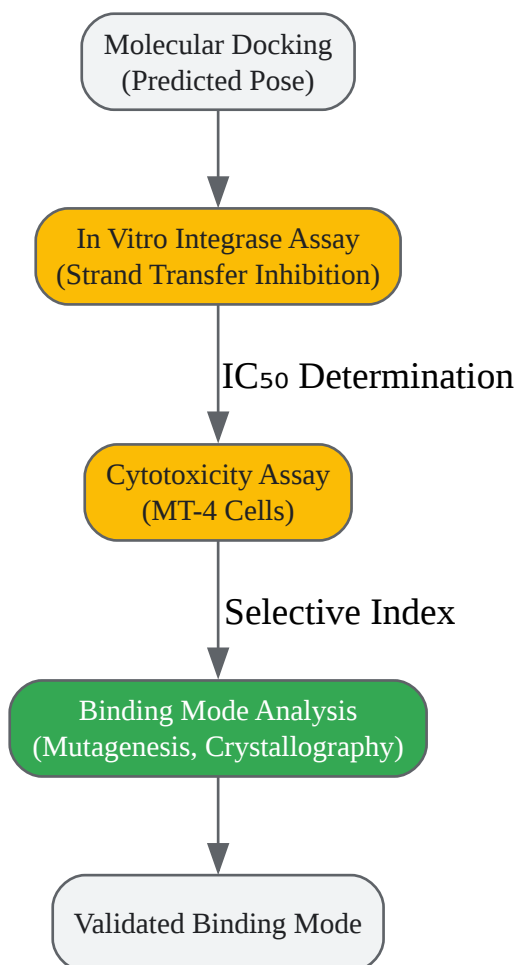 Molecular Docking
(Predicted Pose)
In Vitro Integrase Assay
(Strand Transfer Inhibition)
IC₅₀ Determination
Cytotoxicity Assay
(MT-4 Cells)
Selective Index
Binding Mode Analysis
(Mutagenesis, Crystallography)
Validated Binding Mode